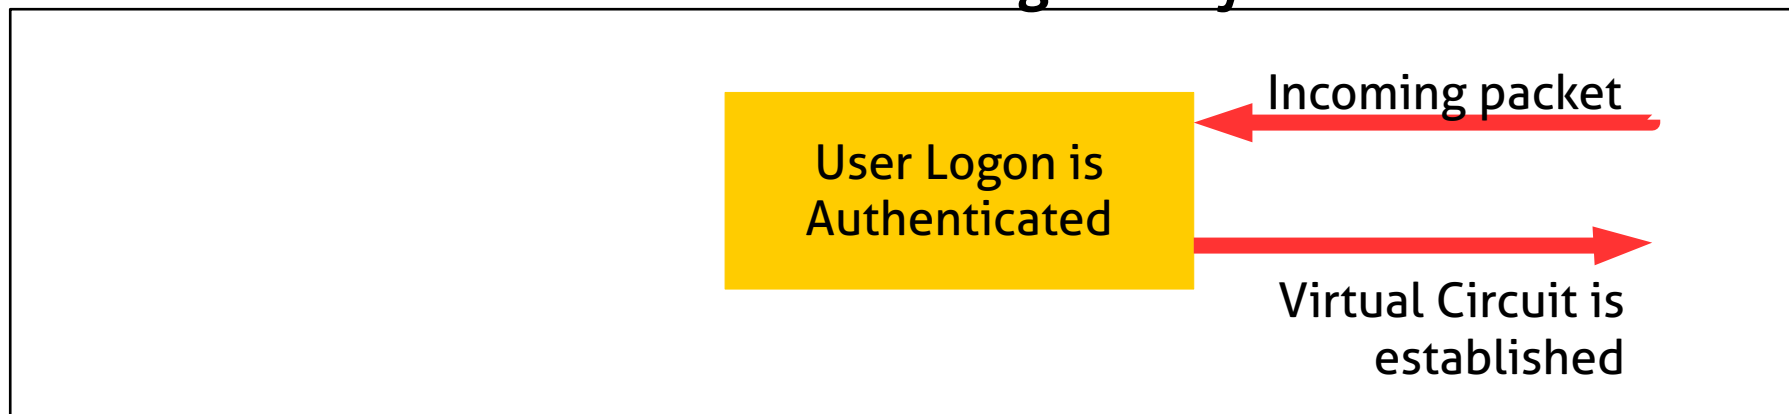 Incoming packet
User Logon is
Authenticated
Virtual Circuit is
established